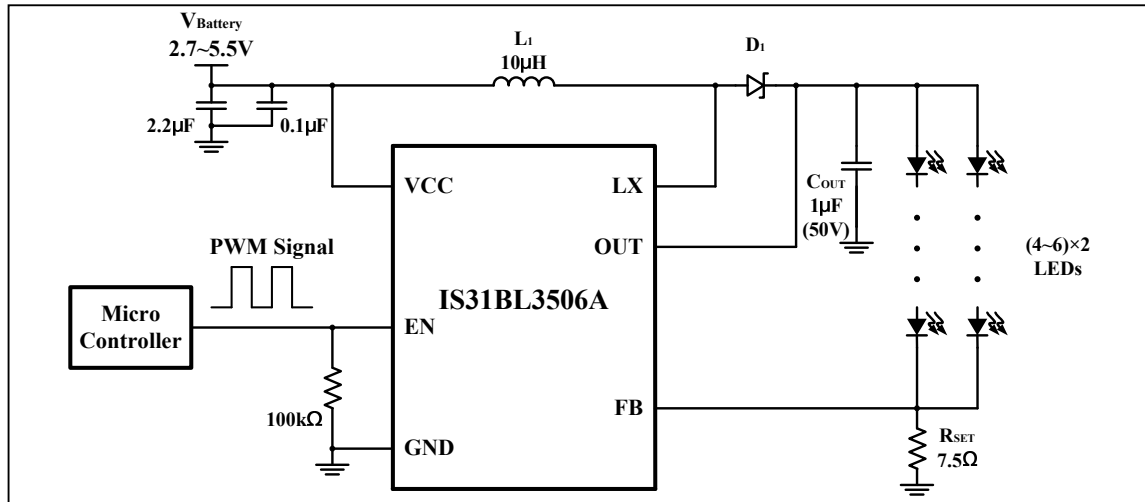 VBattery
2.7~5.5V
L1
10µH
D1
2.2µF
0.1µF
VCC
LX
COUT
1µF
(50V)
OUT
(4~6)×2
LEDs
PWM Signal
IS31BL3506A
Micro
Controller
EN
100kΩ
FB
GND
RSET
7.5Ω